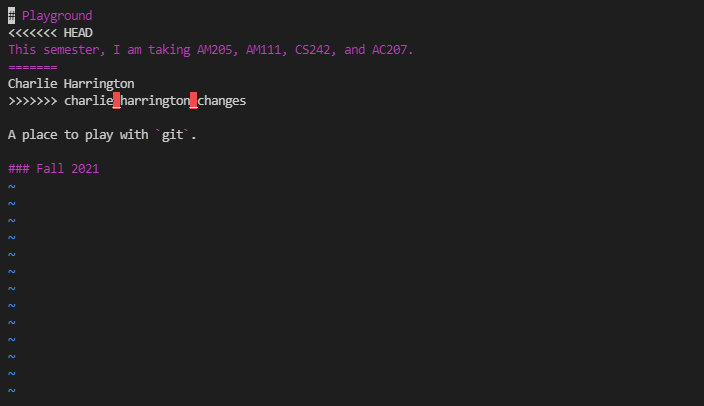 # Playground
<<<<<<< HEAD
This semester, I am taking AM205, AM111, CS242, and AC207.
=======
Charlie Harrington
>>>>>>> charlie_harrington_changes

A place to play with `git`.

### Fall 2021
~
~
~
~
~
~
~
~
~
~
~
~
~